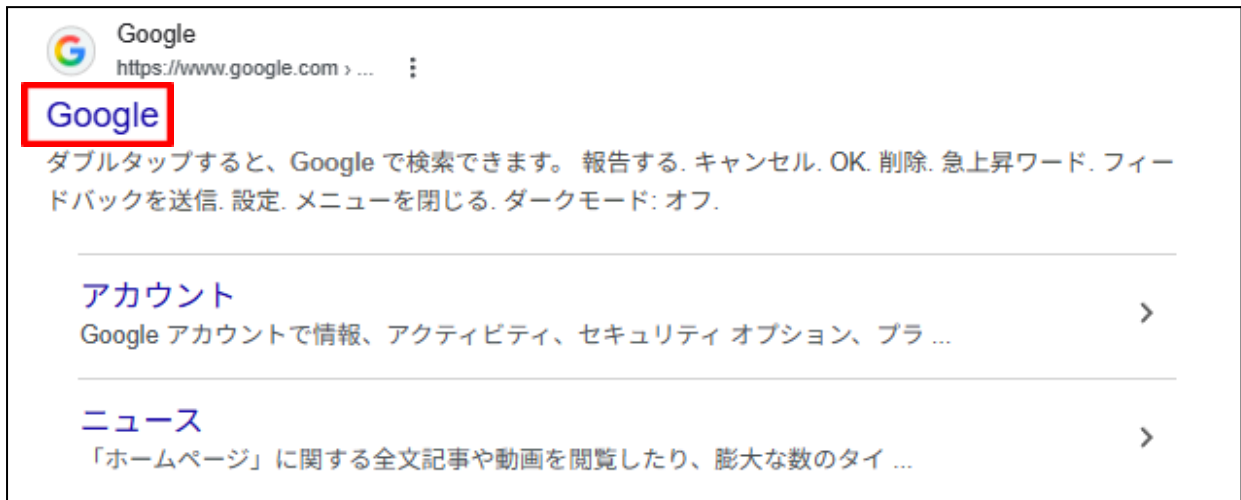 Google
https://www.google.com › ...
Google
ダブルタップすると、Google で検索できます。 報告する. キャンセル. OK. 削除. 急上昇ワード. フィー
ドバックを送信. 設定. メニューを閉じる. ダークモード: オフ.
アカウント
Google アカウントで情報、アクティビティ、セキュリティ オプション、プラ ...
ニュース
「ホームページ」に関する全文記事や動画を閲覧したり、膨大な数のタイ ...